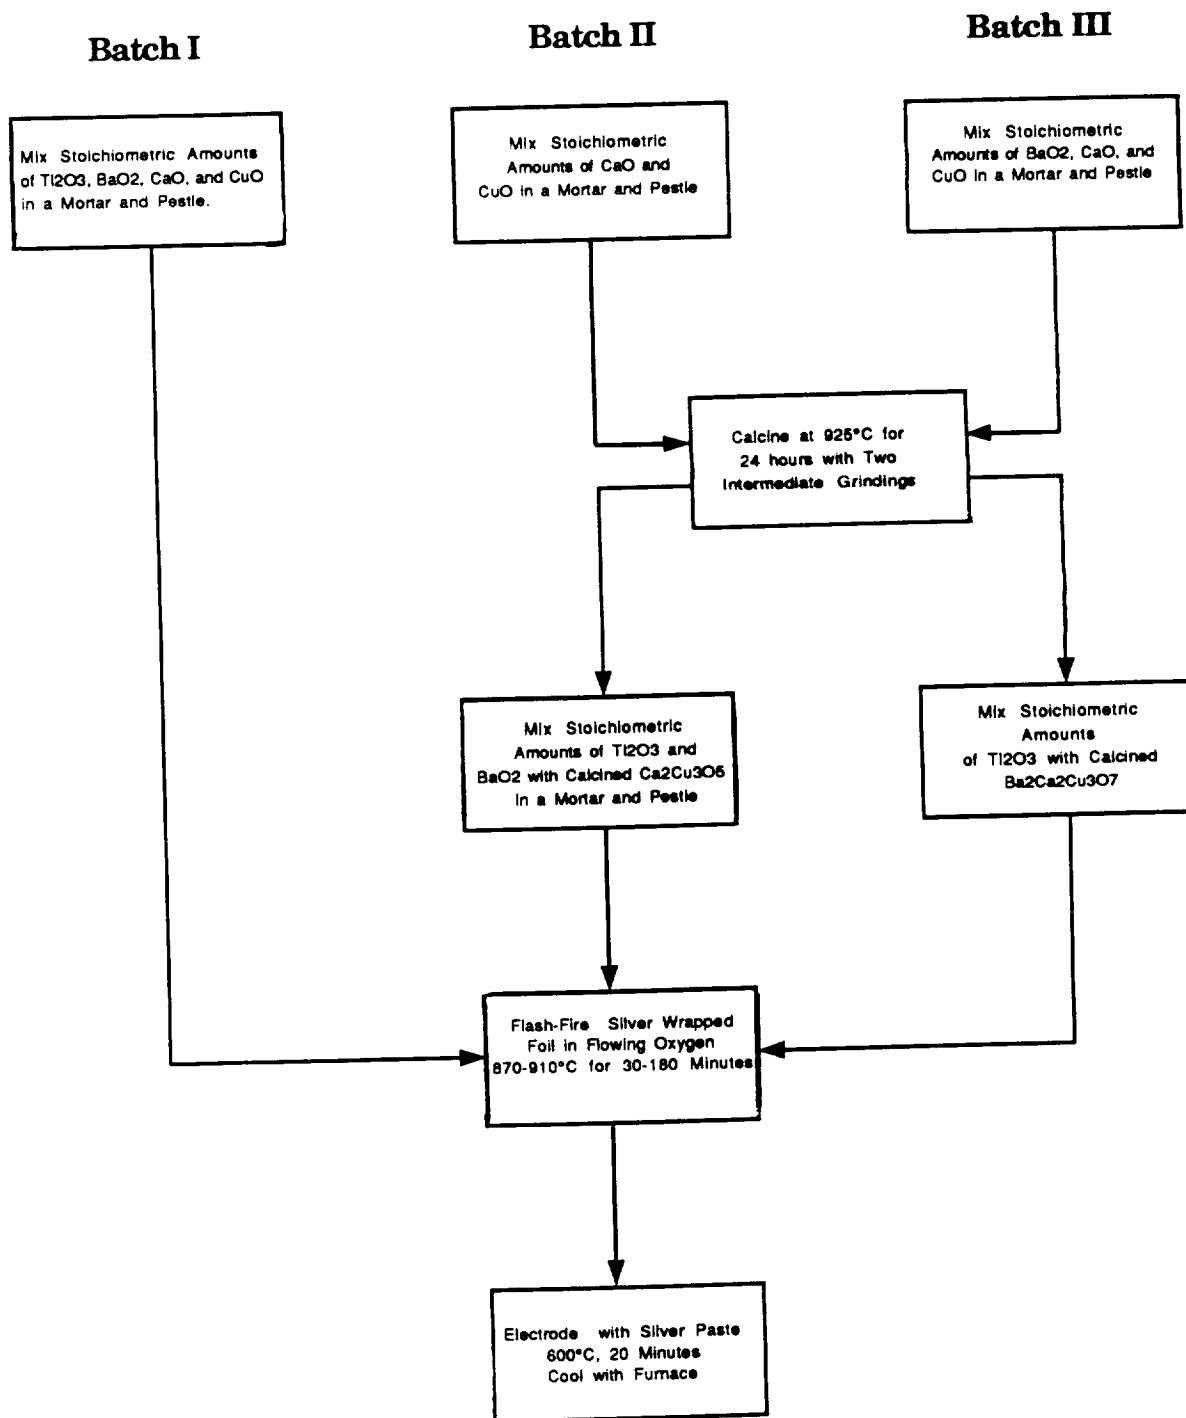 Batch I
Batch II
Batch III
Mix Stoichiometric Amounts
of Tl2O3, BaO2, CaO, and CuO
in a Mortar and Pestle.
Mix Stoichiometric
Amounts of CaO and
CuO in a Mortar and Pestle
Mix Stoichiometric
Amounts of BaO2, CaO, and
CuO in a Mortar and Pestle
Calcine at 925°C for
24 hours with Two
Intermediate Grindings
Mix Stoichiometric
Amounts of Tl2O3 and
BaO2 with Calcined Ca2Cu3O5
in a Mortar and Pestle
Mix Stoichiometric
Amounts
of Tl2O3 with Calcined
Ba2Ca2Cu3O7
Flash-Fire Silver Wrapped
Foil in Flowing Oxygen
870-910°C for 30-180 Minutes
Electrode with Silver Paste
600°C, 20 Minutes
Cool with Furnace